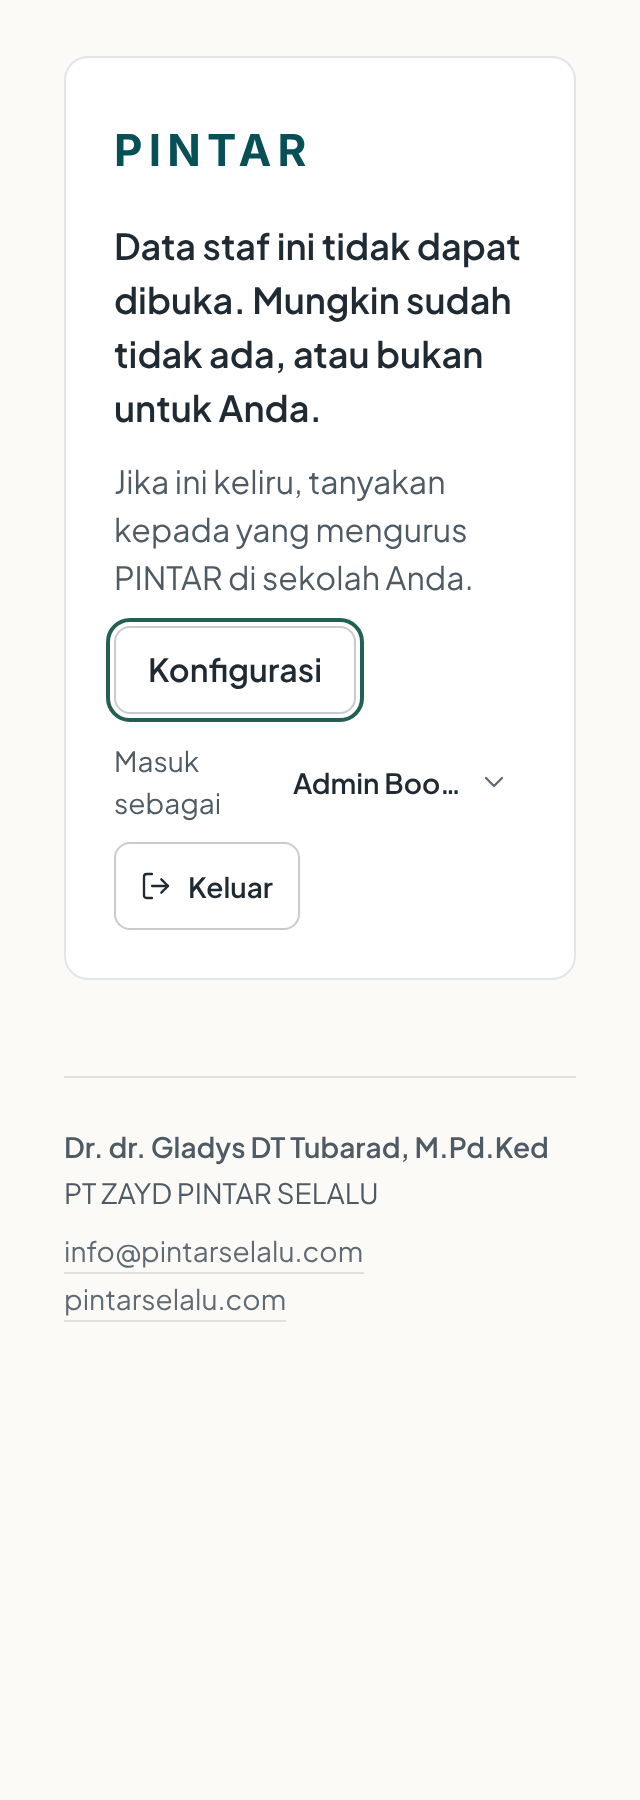 PINTAR
Data staf ini tidak dapat
dibuka. Mungkin sudah
tidak ada, atau bukan
untuk Anda.
Jika ini keliru, tanyakan
kepada yang mengurus
PINTAR di sekolah Anda.
Konfigurasi
Masuk
sebagai
Admin Boo...
Keluar
Dr. dr. Gladys DT Tubarad, M.Pd.Ked
PT ZAYD PINTAR SELALU
info@pintarselalu.com
pintarselalu.com